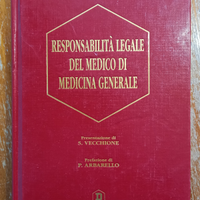 RESPONSABILITÀ LEGALE
DEL MEDICO DI
MEDICINA GENERALE
Presentazione di
S. VECCHIONE
Prefazione di
P. ARBARELLO